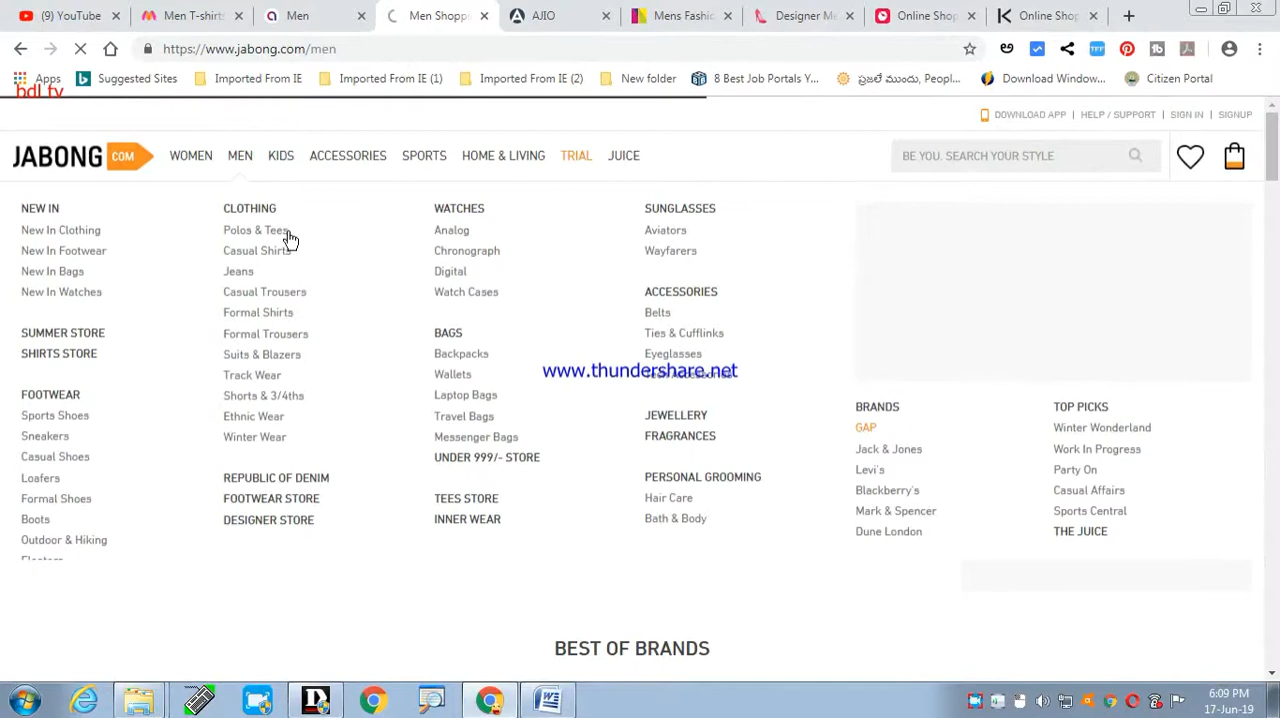 (9) YouTube
Men T-shirts
Men
Men Shopp
AJIO
Mens Fashi
Designer Me
Online Shop
Online Shop
https://www.jabong.com/men
Apps
Suggested Sites
Imported From IE
Imported From IE (1)
Imported From IE (2)
New folder
8 Best Job Portals Y...
ప్రజలే ముందు, Peopl...
Download Window...
Citizen Portal
bdl tv
DOWNLOAD APP | HELP / SUPPORT | SIGN IN | SIGNUP
JABONG COM
WOMEN MEN KIDS ACCESSORIES SPORTS HOME & LIVING TRIAL JUICE
BE YOU. SEARCH YOUR STYLE
NEW IN
New In Clothing
New In Footwear
New In Bags
New In Watches
SUMMER STORE
SHIRTS STORE
FOOTWEAR
Sports Shoes
Sneakers
Casual Shoes
Loafers
Formal Shoes
Boots
Outdoor & Hiking
Floaters
CLOTHING
Polos & Tees
Casual Shirts
Jeans
Casual Trousers
Formal Shirts
Formal Trousers
Suits & Blazers
Track Wear
Shorts & 3/4ths
Ethnic Wear
Winter Wear
REPUBLIC OF DENIM
FOOTWEAR STORE
DESIGNER STORE
WATCHES
Analog
Chronograph
Digital
Watch Cases
BAGS
Backpacks
Wallets
Laptop Bags
Travel Bags
Messenger Bags
UNDER 999/- STORE
TEES STORE
INNER WEAR
SUNGLASSES
Aviators
Wayfarers
ACCESSORIES
Belts
Ties & Cufflinks
Eyeglasses
www.thundershare.net
JEWELLERY
FRAGRANCES
PERSONAL GROOMING
Hair Care
Bath & Body
BRANDS
GAP
Jack & Jones
Levi's
Blackberry's
Mark & Spencer
Dune London
TOP PICKS
Winter Wonderland
Work In Progress
Party On
Casual Affairs
Sports Central
THE JUICE
BEST OF BRANDS
6:09 PM
17-Jun-19